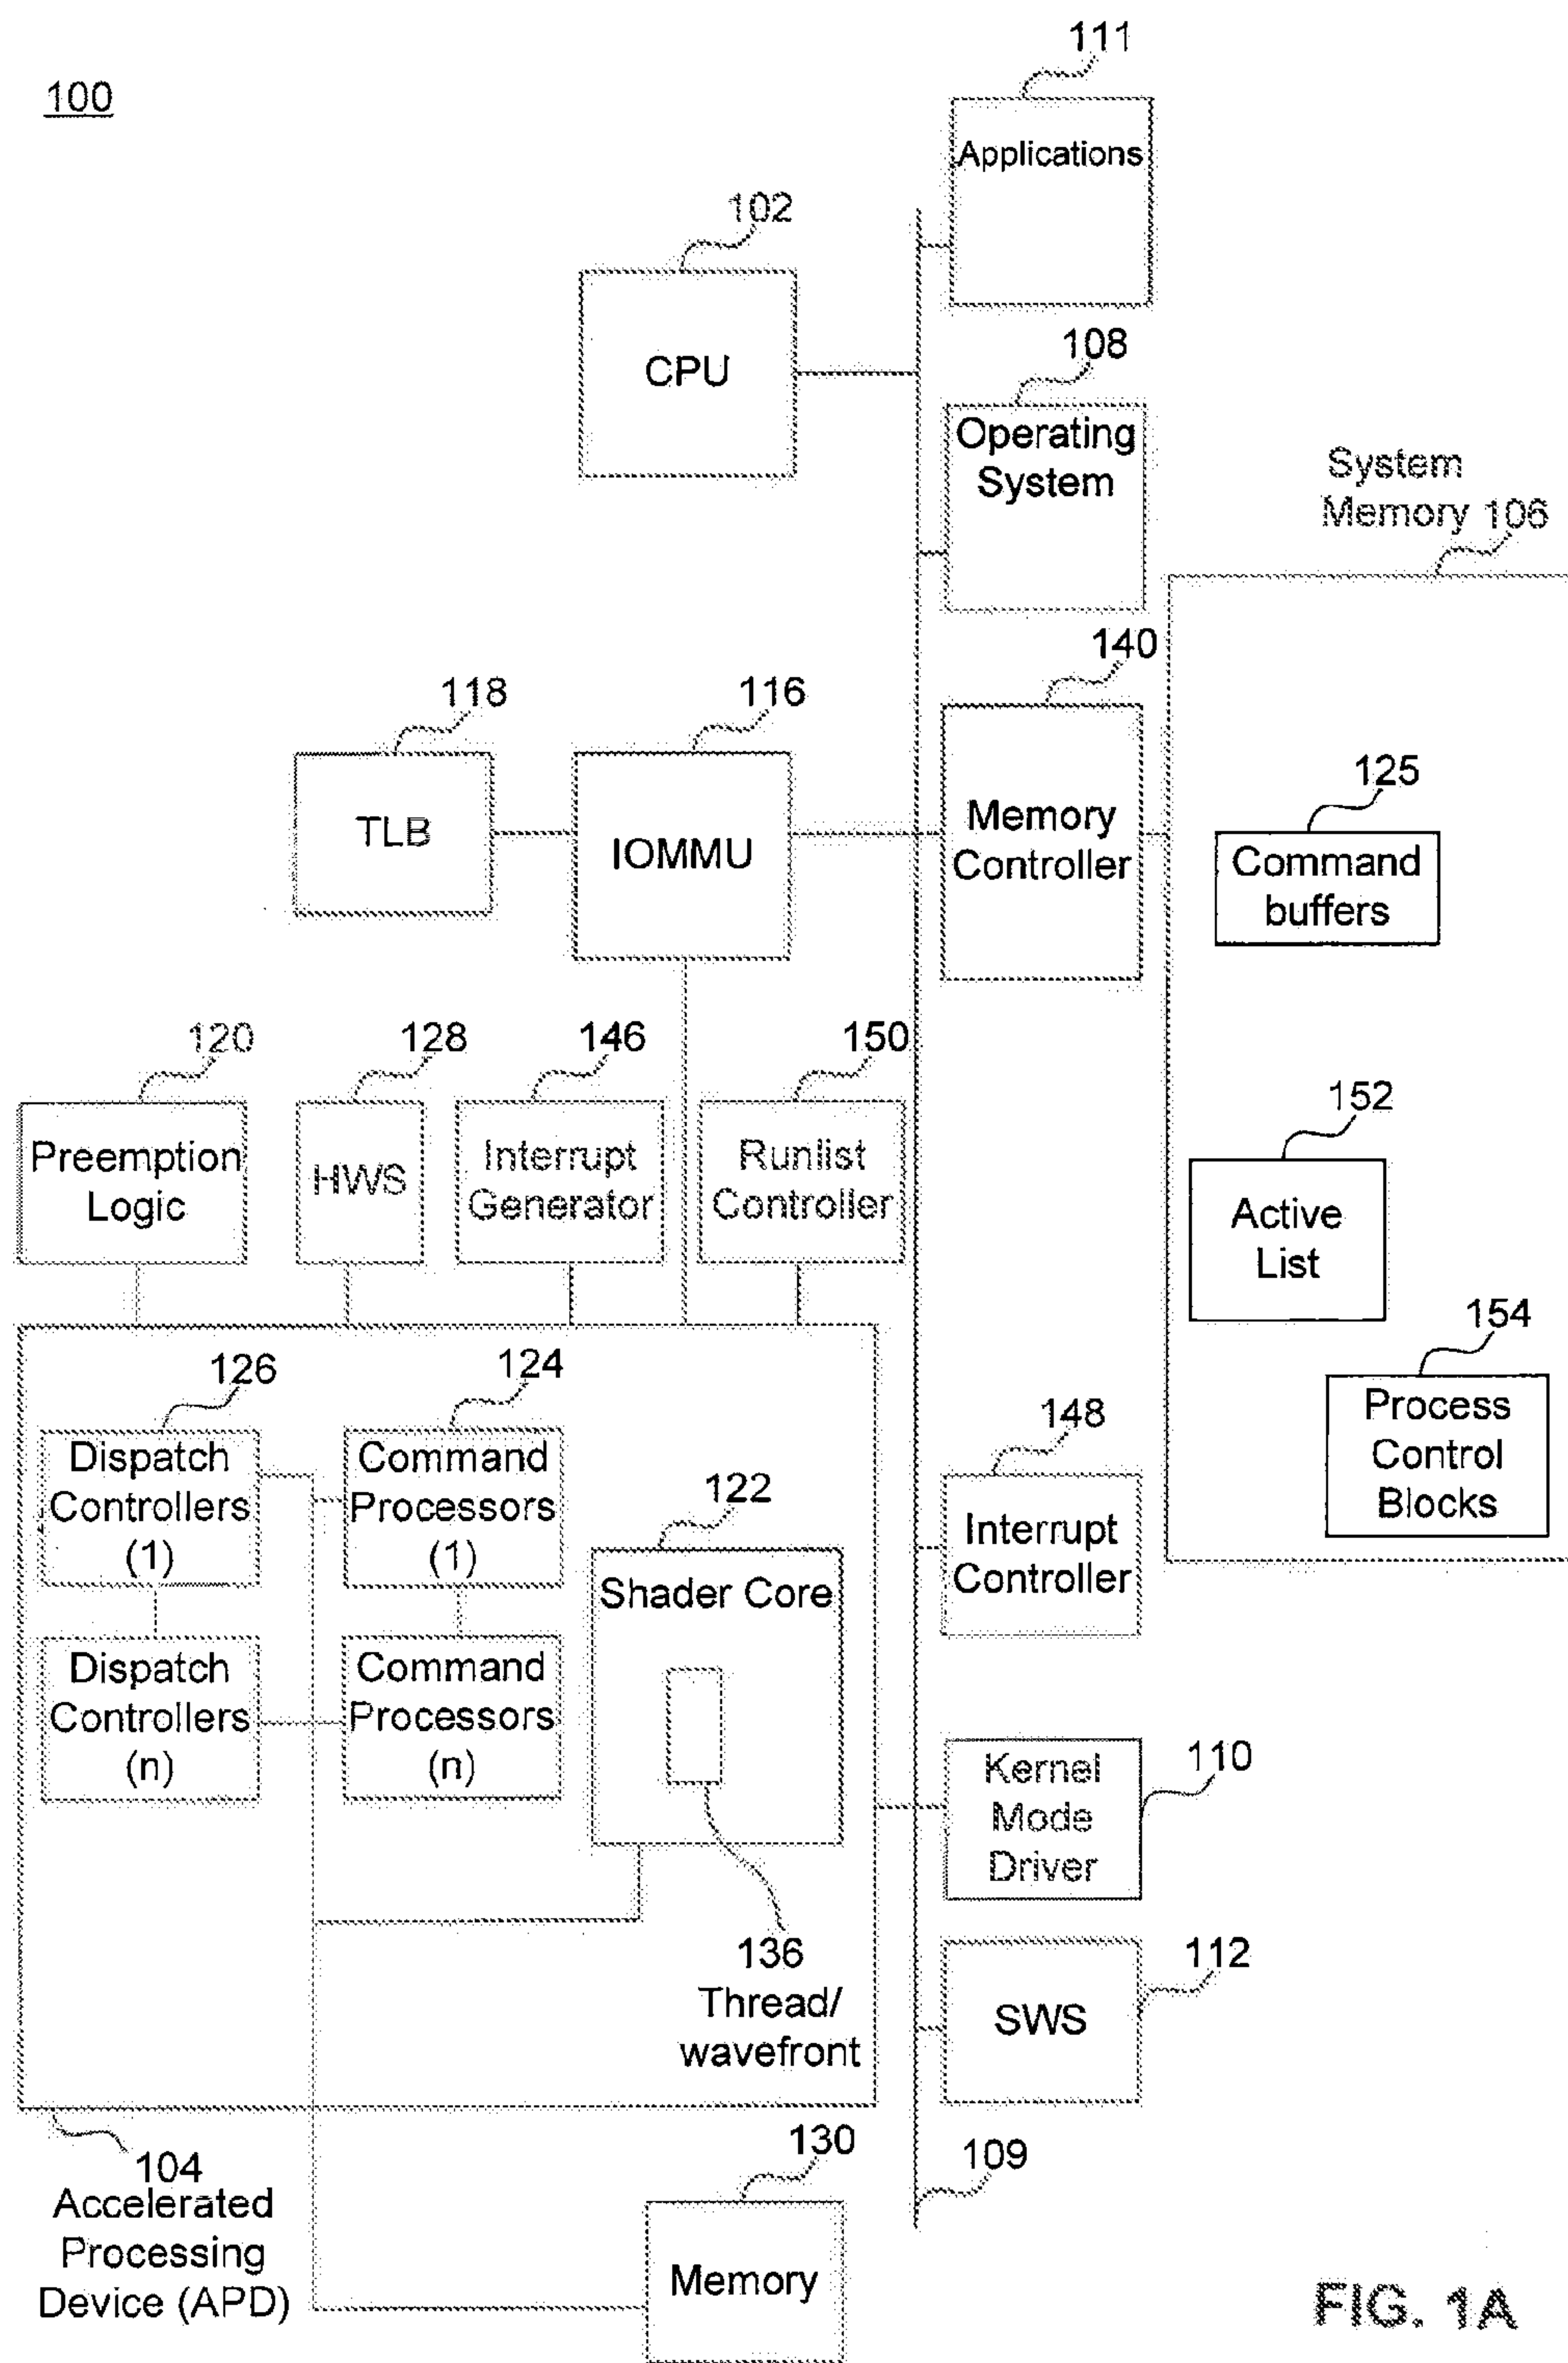 111
100
Applications
102
108
CPU
Operating
System
System
Memory 106
140
118
116
125
TLB
IOMMU
Memory
Controller
Command
buffers
120
128
146
150
152
Preemption
Logic
HWS
Interrupt
Generator
Runlist
Controller
Active
List
154
126
124
Process
Control
Blocks
148
Dispatch
Controllers
(1)
Command
Processors
(1)
122
Interrupt
Controller
Shader Core
Dispatch
Controllers
(n)
Command
Processors
(n)
Kernel
Mode
Driver
110
136
Thread/
wavefront
SWS
112
104
Accelerated
Processing
Device (APD)
130
109
Memory
FIG. 1A